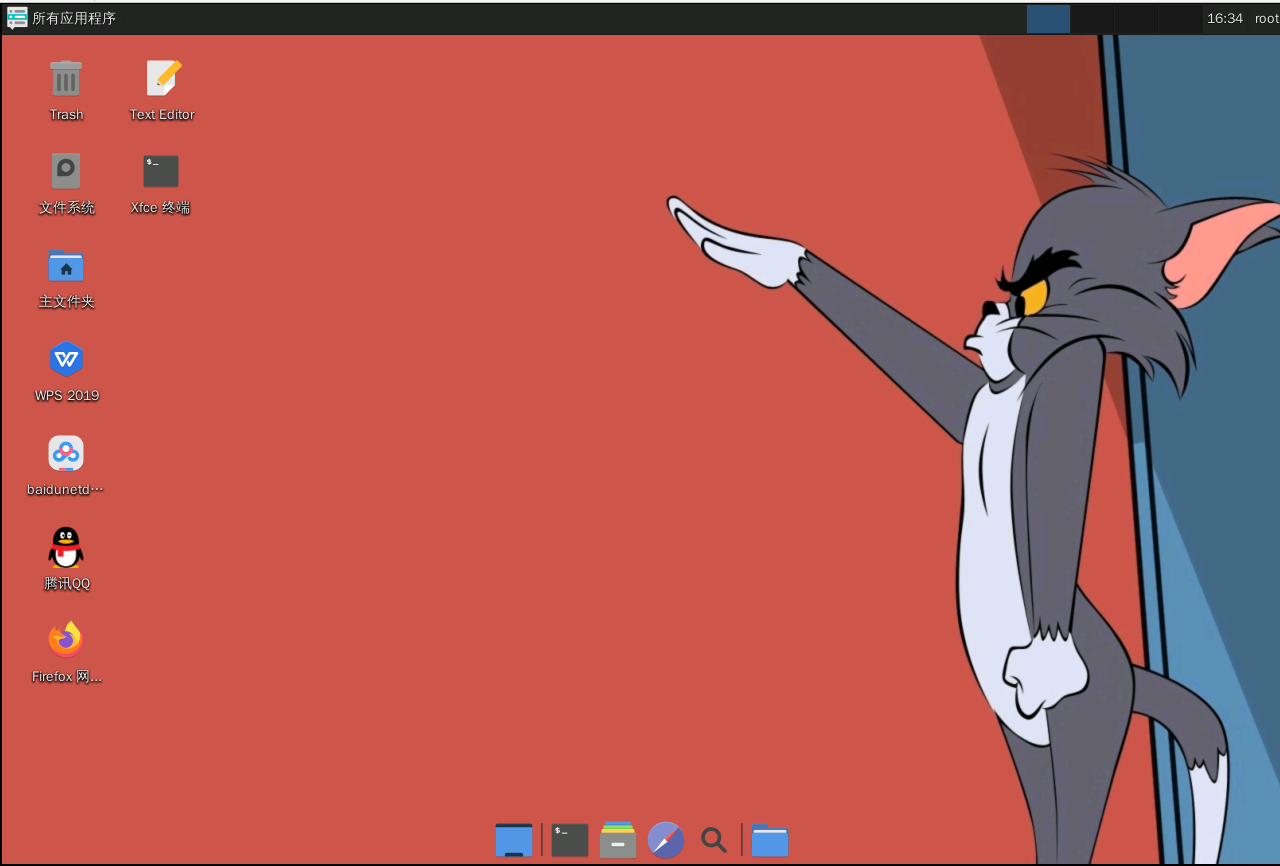 所有应用程序
16:34 root
Trash
Text Editor
文件系统
Xfce 终端
主文件夹
WPS 2019
baidunetd…
腾讯QQ
Firefox 网...